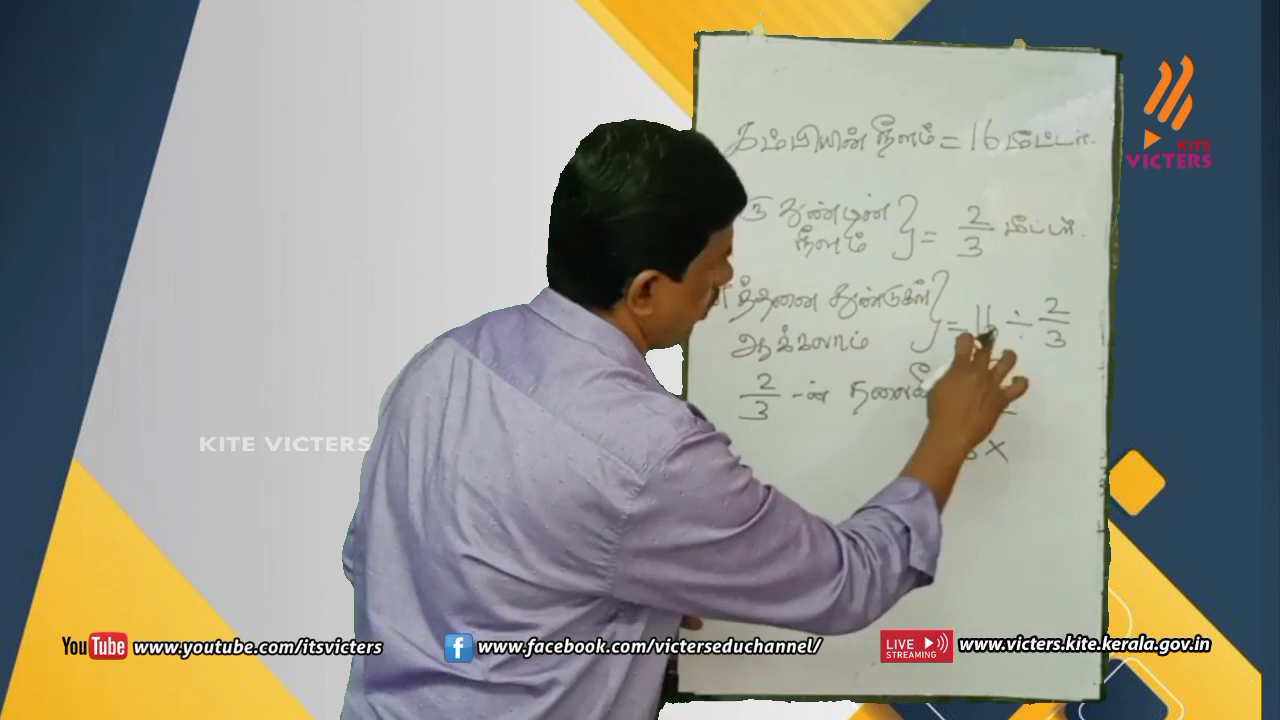 கம்பியின் நீளம் = 16 மீட்டர்.
துண்டின் நீளம் } = 2/3 மீட்டர்.
எத்தனை துண்டுகள் ஆக்கலாம் } = 16 ÷ 2/3
2/3 -ன்
×
KITE VICTERS
KITE VICTERS
YouTube www.youtube.com/itsvicters
f www.facebook.com/victerseduchannel/
LIVE STREAMING www.victers.kite.kerala.gov.in